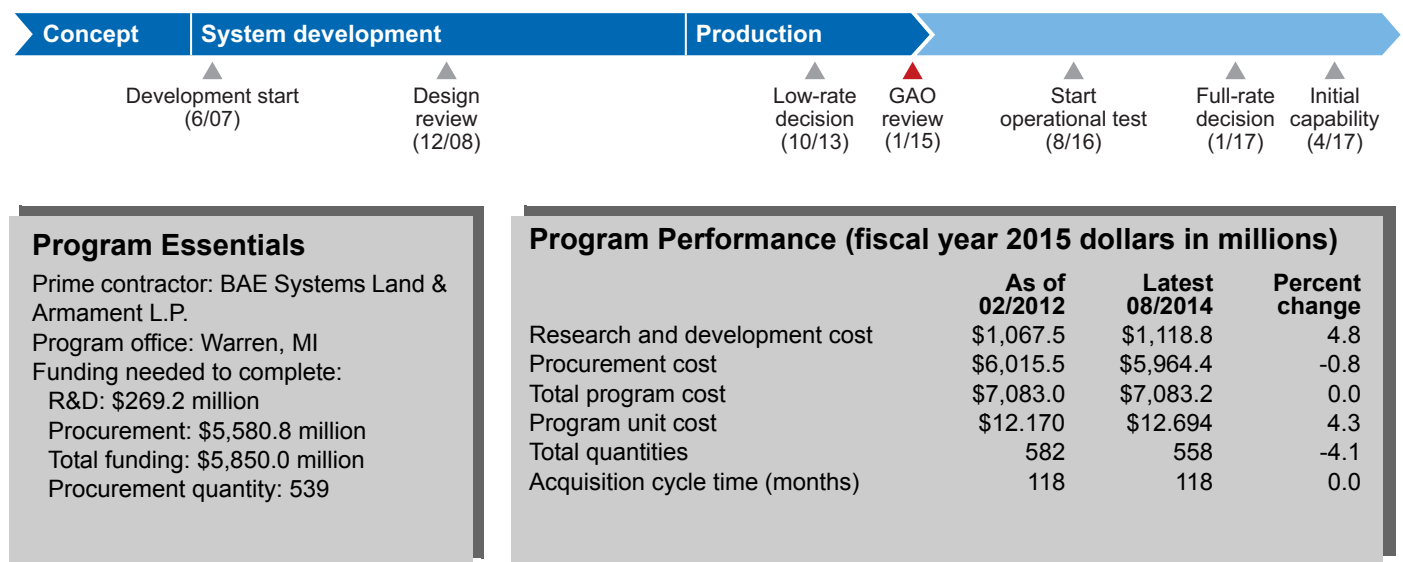 Concept System development Production
Development start
(6/07)
Design
review
(12/08)
Low-rate
decision
(10/13)
GAO
review
(1/15)
Start
operational test
(8/16)
Full-rate
decision
(1/17)
Initial
capability
(4/17)
Program Essentials
Prime contractor: BAE Systems Land &
Armament L.P.
Program office: Warren, MI
Funding needed to complete:
R&D: $269.2 million
Procurement: $5,580.8 million
Total funding: $5,850.0 million
Procurement quantity: 539
Program Performance (fiscal year 2015 dollars in millions)
As of Latest Percent
02/2012 08/2014 change
Research and development cost $1,067.5 $1,118.8 4.8
Procurement cost $6,015.5 $5,964.4 -0.8
Total program cost $7,083.0 $7,083.2 0.0
Program unit cost $12.170 $12.694 4.3
Total quantities 582 558 -4.1
Acquisition cycle time (months) 118 118 0.0